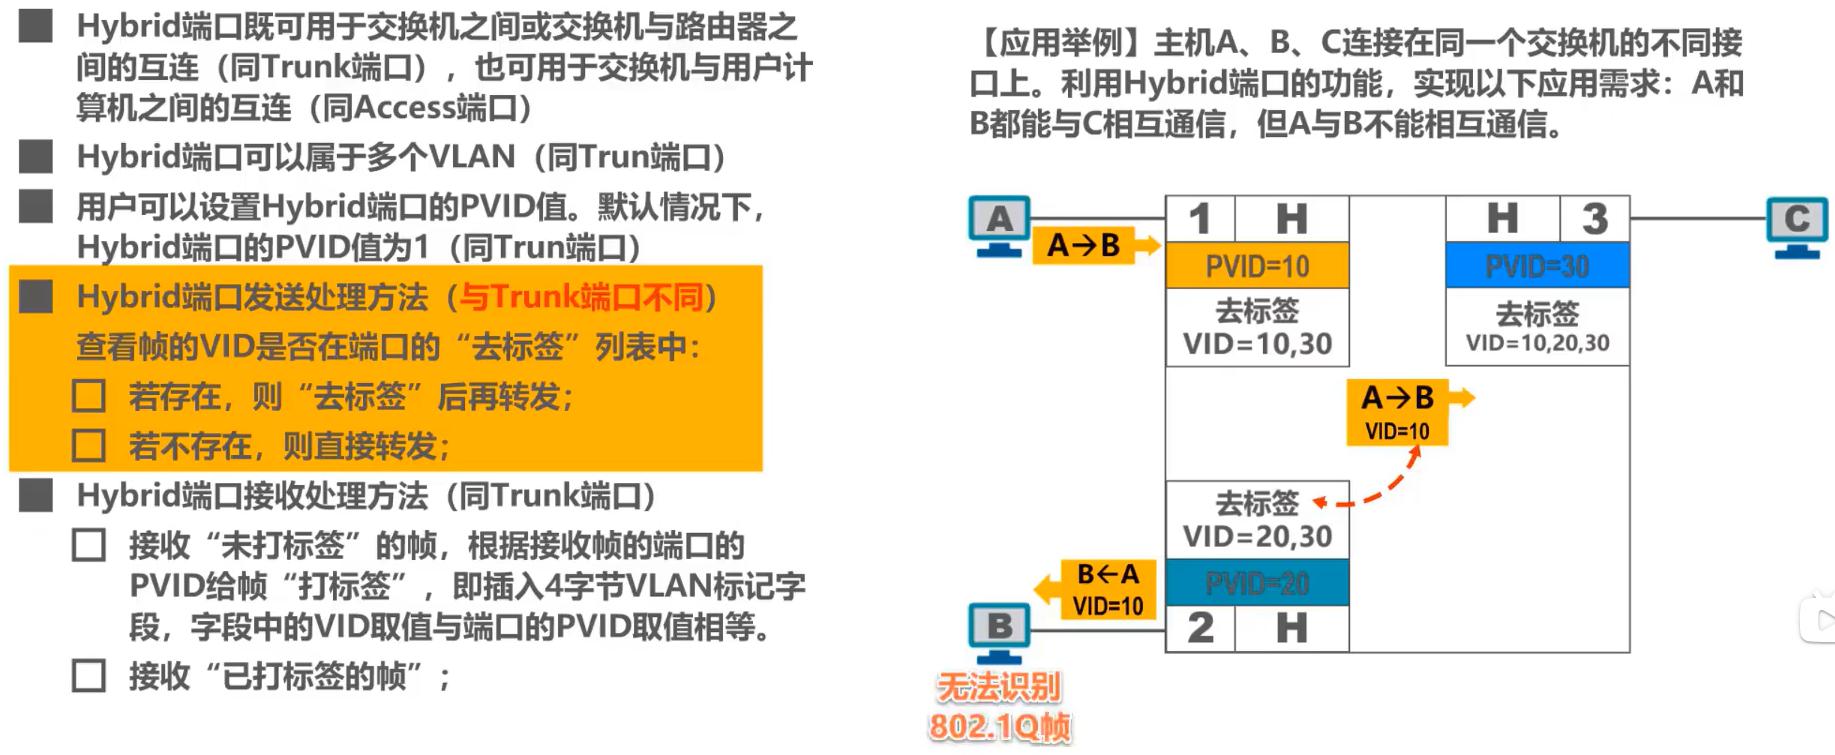 Hybrid端口既可用于交换机之间或交换机与路由器之
间的互连（同Trunk端口），也可用于交换机与用户计
算机之间的互连（同Access端口）
Hybrid端口可以属于多个VLAN（同Trun端口）
用户可以设置Hybrid端口的PVID值。默认情况下，
Hybrid端口的PVID值为1（同Trun端口）
Hybrid端口发送处理方法（与Trunk端口不同）
查看帧的VID是否在端口的“去标签”列表中：
若存在，则“去标签”后再转发；
若不存在，则直接转发；
Hybrid端口接收处理方法（同Trunk端口）
接收“未打标签”的帧，根据接收帧的端口的
PVID给帧“打标签”，即插入4字节VLAN标记字
段，字段中的VID取值与端口的PVID取值相等。
接收“已打标签的帧”；
【应用举例】主机A、B、C连接在同一个交换机的不同接
口上。利用Hybrid端口的功能，实现以下应用需求：A和
B都能与C相互通信，但A与B不能相互通信。
A
A→B
1 H
PVID=10
去标签
VID=10,30
H 3
PVID=30
去标签
VID=10,20,30
C
A→B
VID=10
去标签
VID=20,30
PVID=20
2 H
B←A
VID=10
B
无法识别
802.1Q帧